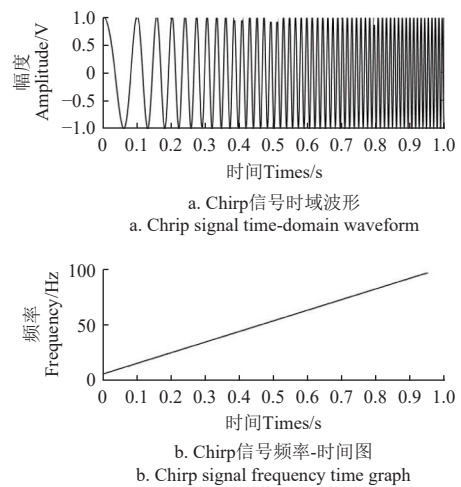 1.0
0.5
0
−0.5
−1.0
幅度
Amplitude/V
0 0.1 0.2 0.3 0.4 0.5 0.6 0.7 0.8 0.9 1.0
时间Times/s
a. Chirp信号时域波形
a. Chrip signal time-domain waveform
100
50
0
频率
Frequency/Hz
0 0.1 0.2 0.3 0.4 0.5 0.6 0.7 0.8 0.9 1.0
时间Times/s
b. Chirp信号频率-时间图
b. Chirp signal frequency time graph